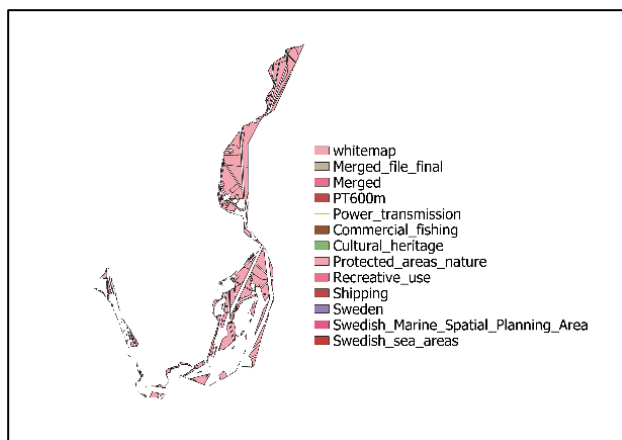 whitemap
Merged_file_final
Merged
PT600m
Power_transmission
Commercial_fishing
Cultural_heritage
Protected_areas_nature
Recreative_use
Shipping
Sweden
Swedish_Marine_Spatial_Planning_Area
Swedish_sea_areas